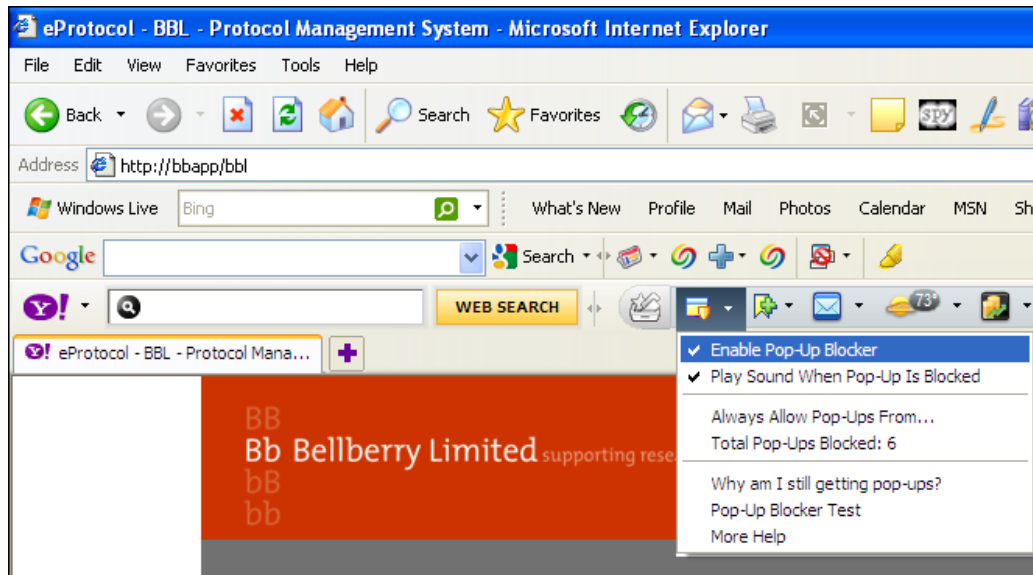 eProtocol - BBL - Protocol Management System - Microsoft Internet Explorer
File Edit View Favorites Tools Help
Back Search Favorites SPY
Address http://bbapp/bbl
Windows Live Bing What's New Profile Mail Photos Calendar MSN Sh
Google Search
Y! WEB SEARCH 73°
Y! eProtocol - BBL - Protocol Mana...
Enable Pop-Up Blocker
Play Sound When Pop-Up Is Blocked
Always Allow Pop-Ups From...
Total Pop-Ups Blocked: 6
Why am I still getting pop-ups?
Pop-Up Blocker Test
More Help
BB
Bb Bellberry Limited supporting rese
bB
bb